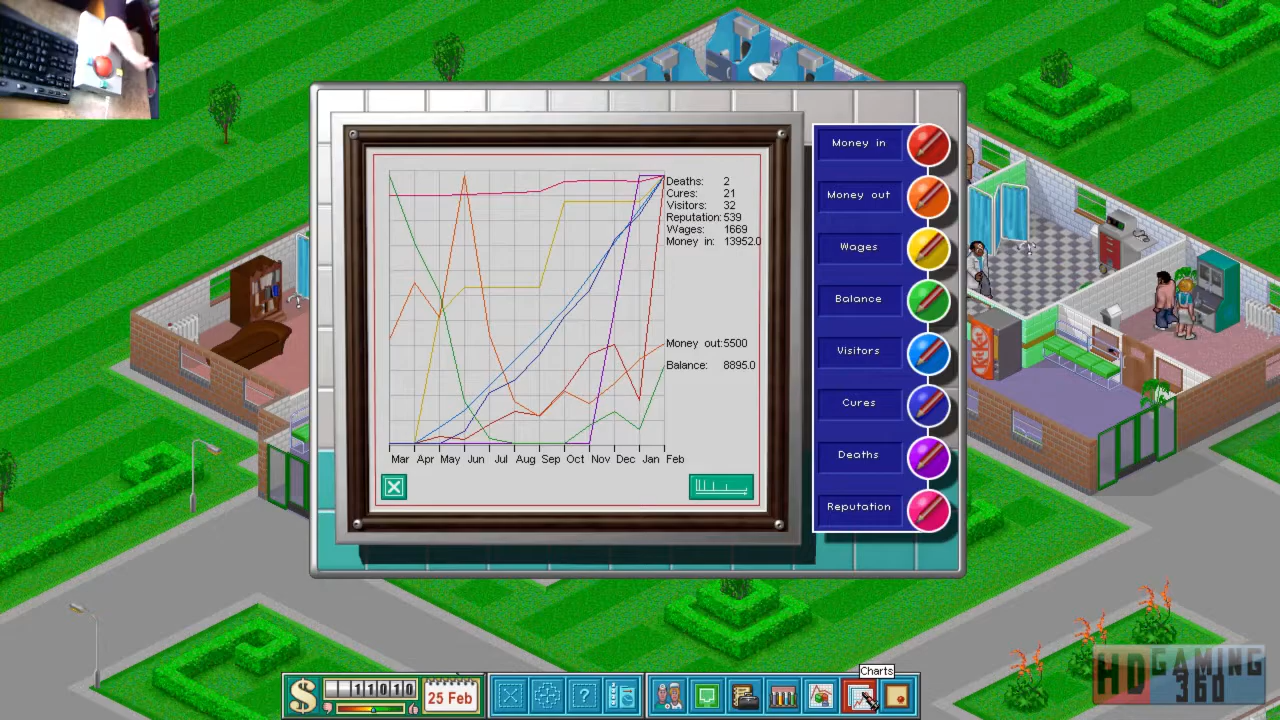 Money in
Money out
Wages
Balance
Visitors
Cures
Deaths
Reputation
Deaths: 2
Cures: 21
Visitors: 32
Reputation: 539
Wages: 1669
Money in: 13952.0
Money out: 5500
Balance: 8895.0
Mar Apr May Jun Jul Aug Sep Oct Nov Dec Jan Feb
KitKat
Charts
$ 11010
25 Feb
?
HD GAMING
360